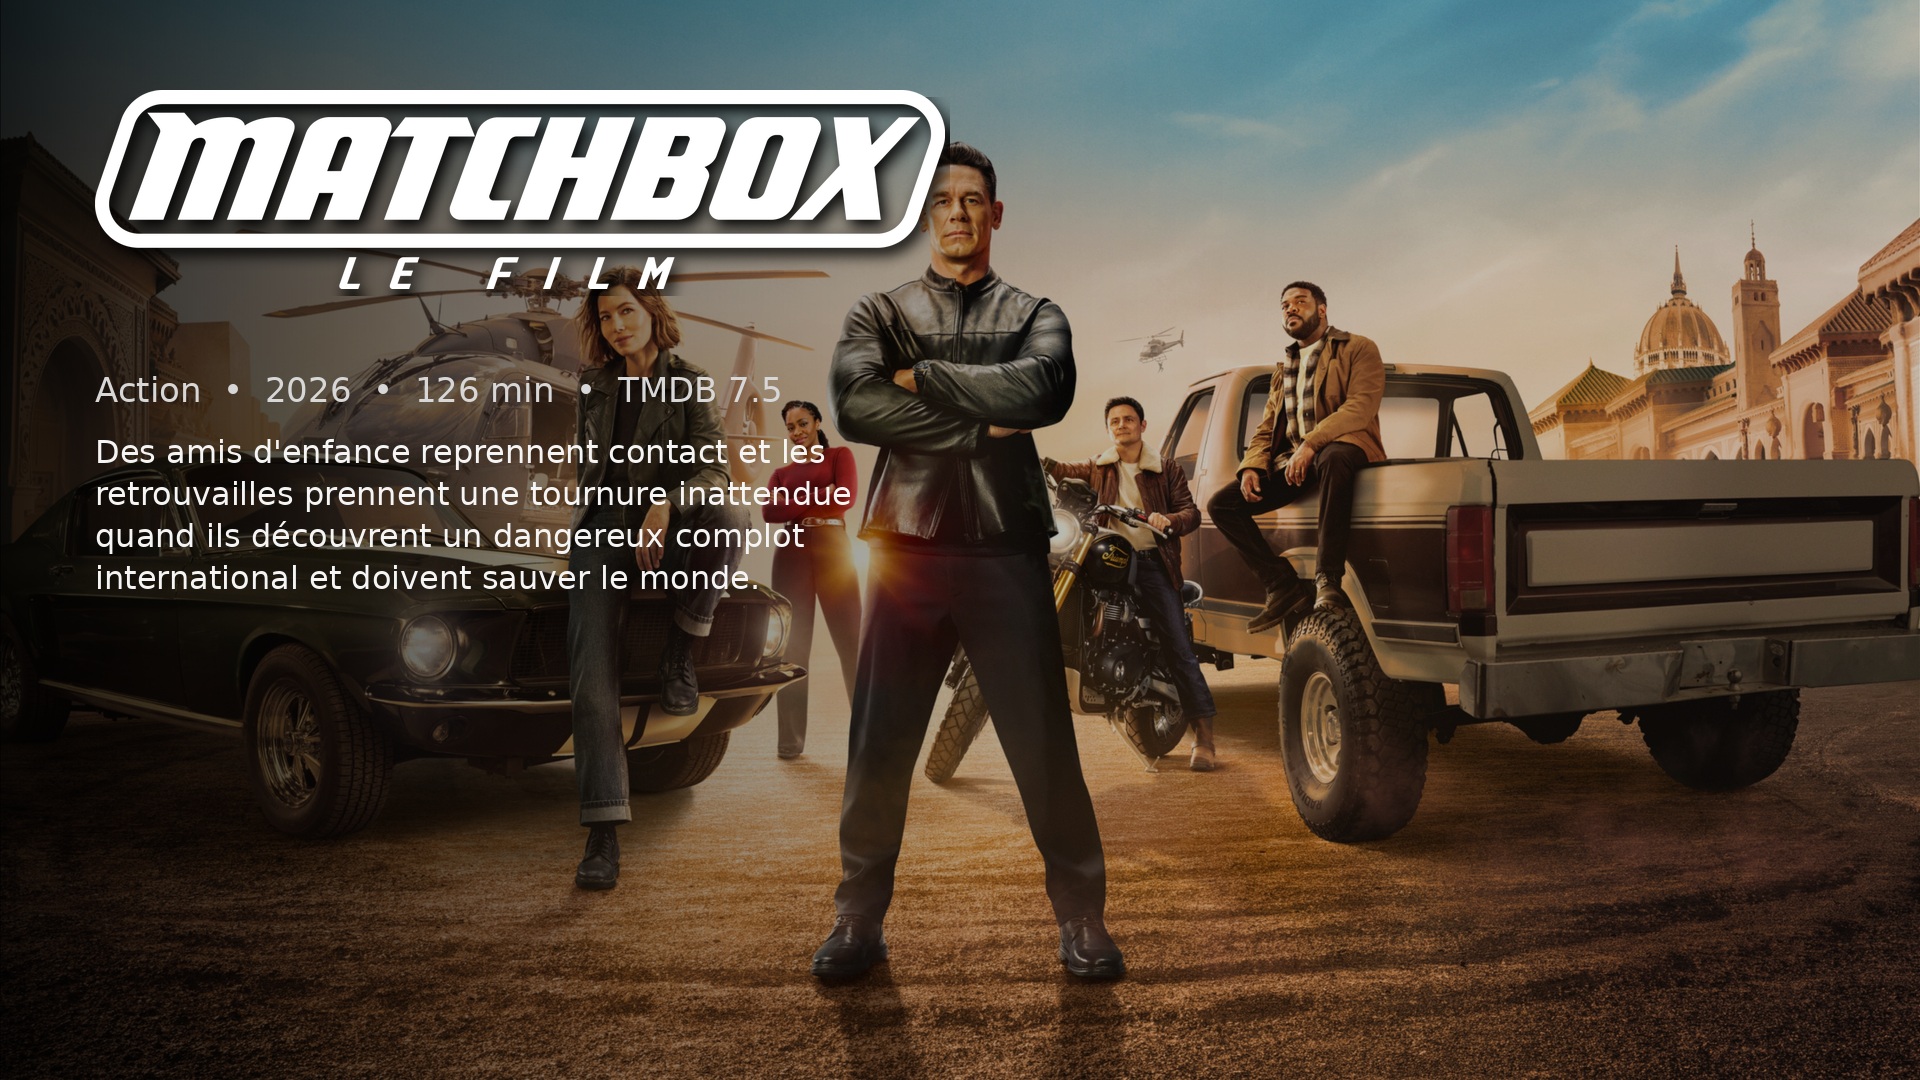 MATCHBOX
LE FILM
Action • 2026 • 126 min • TMDB 7.5
Des amis d'enfance reprennent contact et les
retrouvailles prennent une tournure inattendue
quand ils découvrent un dangereux complot
international et doivent sauver le monde.